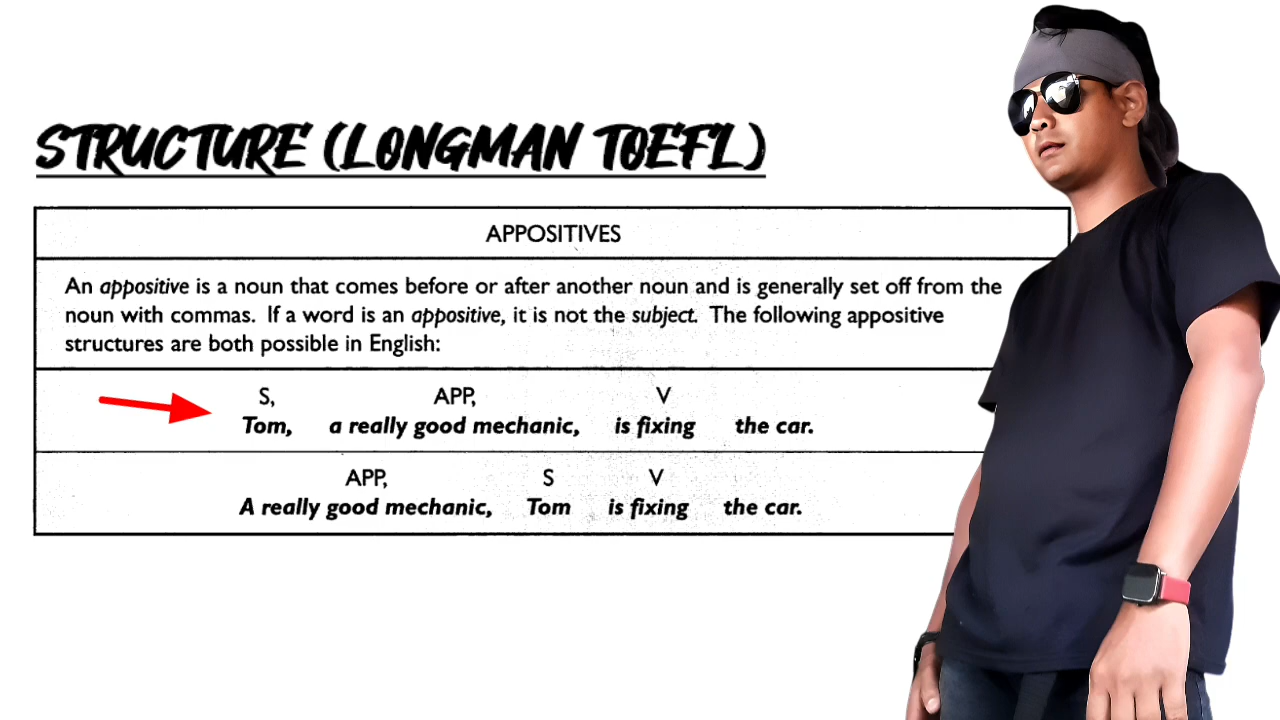 STRUCTURE (LONGMAN TOEFL)
APPOSITIVES
An appositive is a noun that comes before or after another noun and is generally set off from the
noun with commas. If a word is an appositive, it is not the subject. The following appositive
structures are both possible in English:
S, APP, V
Tom, a really good mechanic, is fixing the car.
APP, S V
A really good mechanic, Tom is fixing the car.